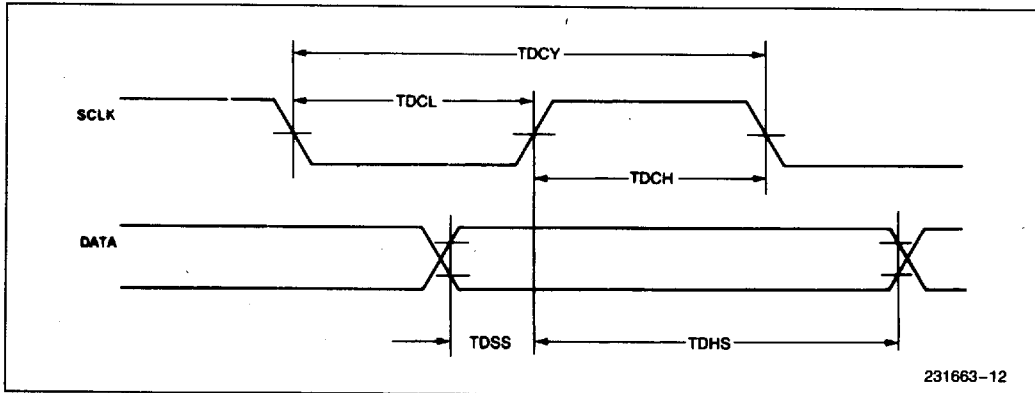 TDCY
TDCL
SCLK
TDCH
DATA
TDSS
TDHS
231663-12